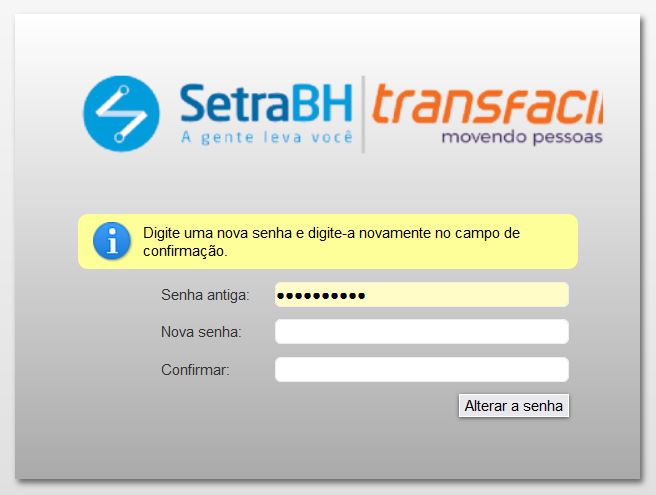 SetraBH transfacil
A gente leva você movendo pessoas
Digite uma nova senha e digite-a novamente no campo de
confirmação.
Senha antiga: ••••••••••
Nova senha:
Confirmar:
Alterar a senha